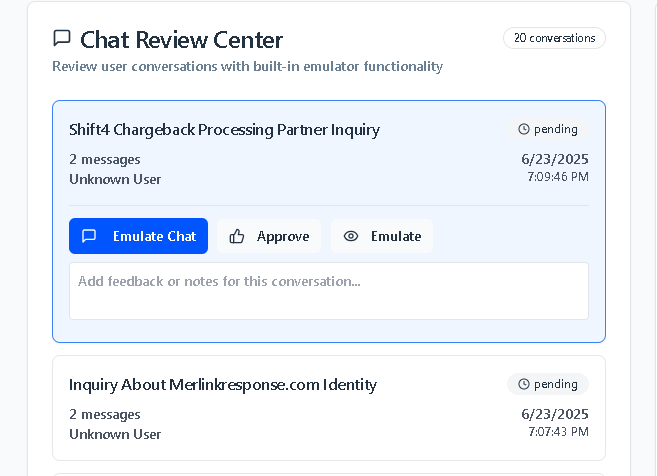 Chat Review Center
20 conversations
Review user conversations with built-in emulator functionality
Shift4 Chargeback Processing Partner Inquiry
pending
2 messages
6/23/2025
Unknown User
7:09:46 PM
Emulate Chat
Approve
Emulate
Add feedback or notes for this conversation...
Inquiry About Merlinkresponse.com Identity
pending
2 messages
6/23/2025
Unknown User
7:07:43 PM